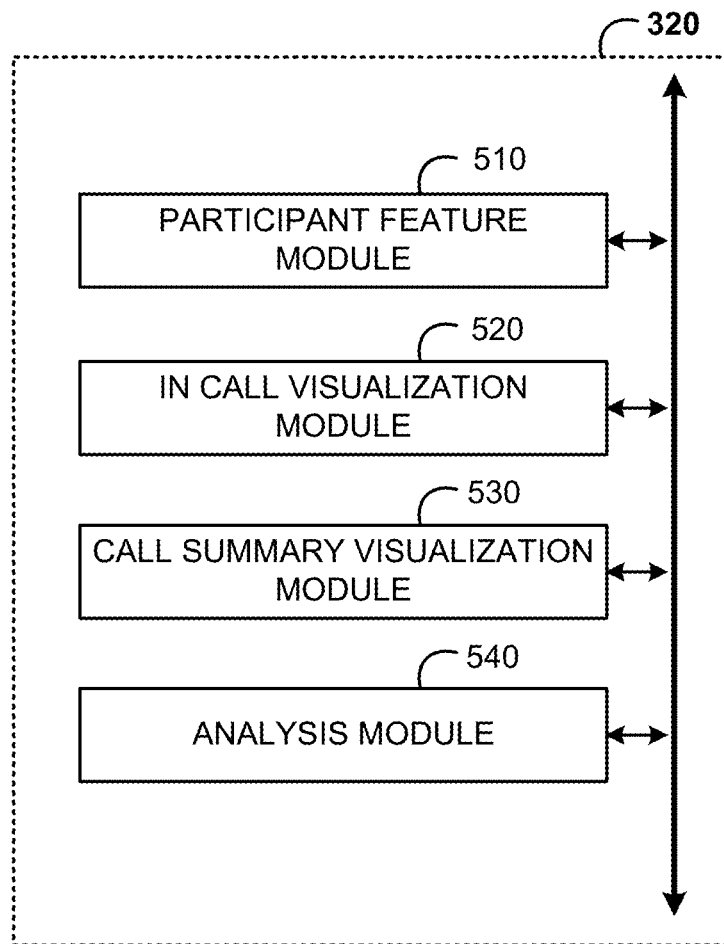 320
510
PARTICIPANT FEATURE
MODULE
520
IN CALL VISUALIZATION
MODULE
530
CALL SUMMARY VISUALIZATION
MODULE
540
ANALYSIS MODULE